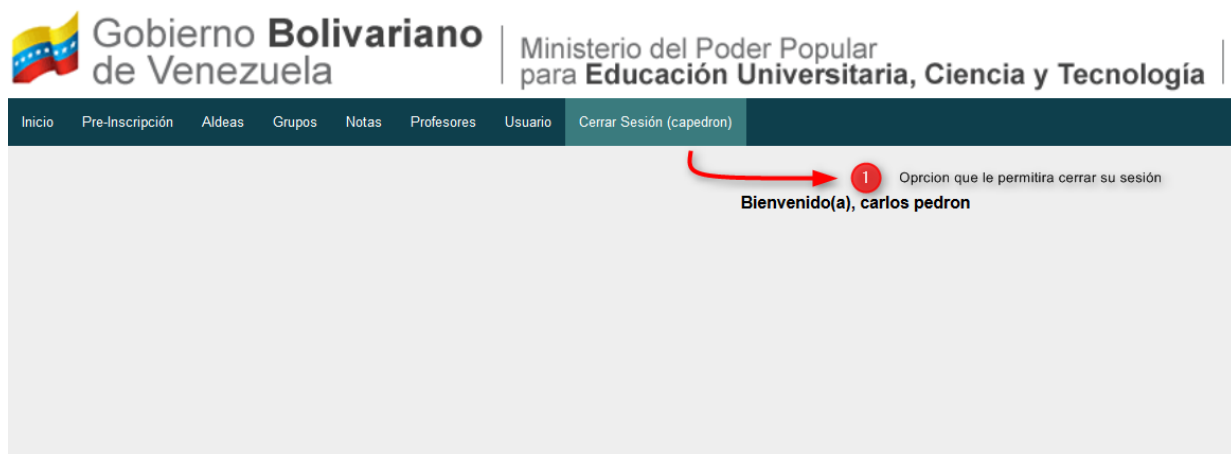 Gobierno Bolivariano
de Venezuela
Ministerio del Poder Popular
para Educación Universitaria, Ciencia y Tecnología
Inicio Pre-Inscripción Aldeas Grupos Notas Profesores Usuario Cerrar Sesión (capedron)
1 Oprcion que le permitira cerrar su sesión
Bienvenido(a), carlos pedron